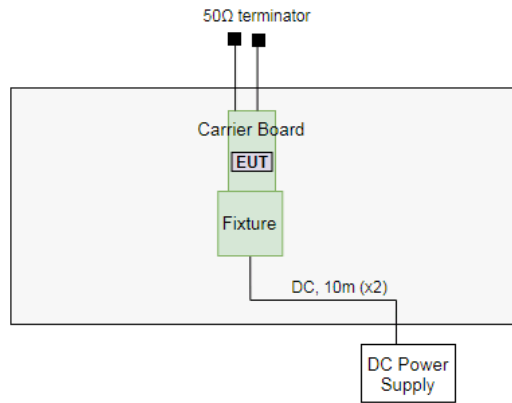 50Ω terminator
Carrier Board
EUT
Fixture
DC, 10m (x2)
DC Power
Supply